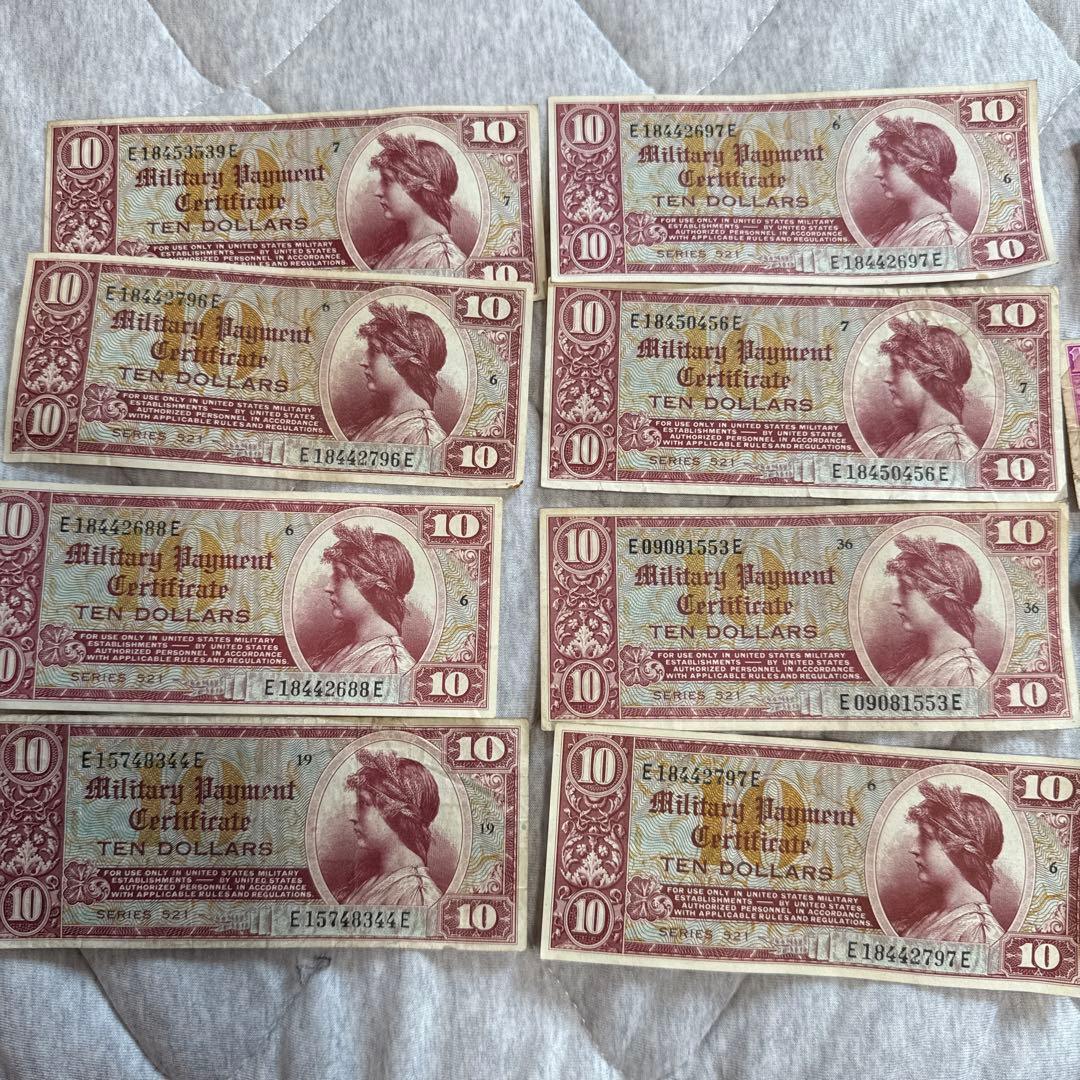 10 E18453539E 7 10
Military Payment
Certificate
TEN DOLLARS
7
FOR USE ONLY IN UNITED STATES MILITARY
ESTABLISHMENTS — BY UNITED STATES
AUTHORIZED PERSONNEL IN ACCORDANCE
RULES AND REGULATIONS.
10
E18442697E 6 10
10
Military Payment
Certificate
TEN DOLLARS
6
FOR USE ONLY IN UNITED STATES MILITARY
ESTABLISHMENTS — BY UNITED STATES
AUTHORIZED PERSONNEL IN ACCORDANCE
WITH APPLICABLE RULES AND REGULATIONS.
10 SERIES 521 E18442697E 10
10 E18442796E 6 10
Military Payment
Certificate
TEN DOLLARS
6
FOR USE ONLY IN UNITED STATES MILITARY
ESTABLISHMENTS — BY UNITED STATES
AUTHORIZED PERSONNEL IN ACCORDANCE
WITH APPLICABLE RULES AND REGULATIONS.
10 SERIES 521 E18442796E 10
10 E18450456E 7 10
Military Payment
Certificate
TEN DOLLARS
7
FOR USE ONLY IN UNITED STATES MILITARY
ESTABLISHMENTS — BY UNITED STATES
AUTHORIZED PERSONNEL IN ACCORDANCE
WITH APPLICABLE RULES AND REGULATIONS.
10 SERIES 521 E18450456E 10
10 E18442688E 6 10
Military Payment
Certificate
TEN DOLLARS
6
FOR USE ONLY IN UNITED STATES MILITARY
ESTABLISHMENTS — BY UNITED STATES
AUTHORIZED PERSONNEL IN ACCORDANCE
WITH APPLICABLE RULES AND REGULATIONS.
SERIES 521 E18442688E 10
10 E09081553E 36 10
Military Payment
Certificate
TEN DOLLARS
36
FOR USE ONLY IN UNITED STATES MILITARY
ESTABLISHMENTS — BY UNITED STATES
AUTHORIZED PERSONNEL IN ACCORDANCE
WITH APPLICABLE RULES AND REGULATIONS.
10 SERIES 521 E09081553E 10
10 E15748344E 19 10
Military Payment
Certificate
TEN DOLLARS
19
FOR USE ONLY IN UNITED STATES MILITARY
ESTABLISHMENTS — BY UNITED STATES
AUTHORIZED PERSONNEL IN ACCORDANCE
WITH APPLICABLE RULES AND REGULATIONS.
10 SERIES 521 E15748344E 10
10 E18442797E 6 10
Military Payment
Certificate
TEN DOLLARS
6
FOR USE ONLY IN UNITED STATES MILITARY
ESTABLISHMENTS — BY UNITED STATES
AUTHORIZED PERSONNEL IN ACCORDANCE
WITH APPLICABLE RULES AND REGULATIONS.
10 SERIES 521 E18442797E 10